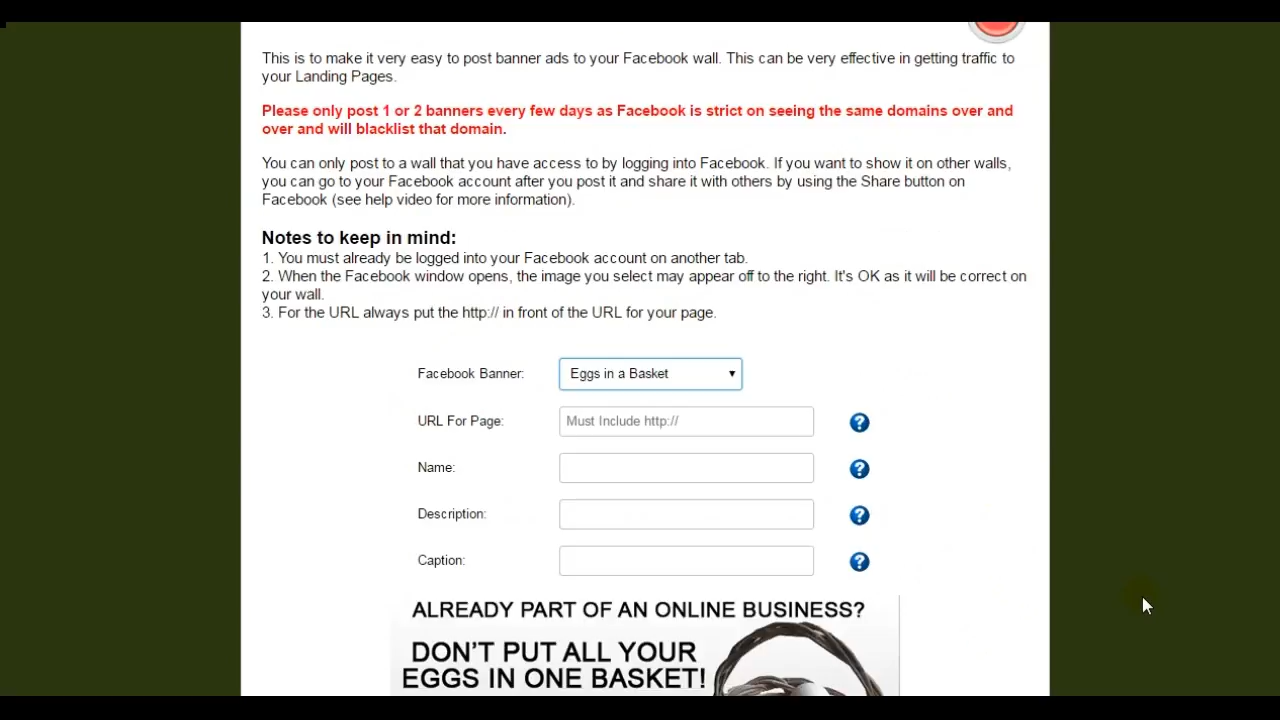 This is to make it very easy to post banner ads to your Facebook wall. This can be very effective in getting traffic to
your Landing Pages.
Please only post 1 or 2 banners every few days as Facebook is strict on seeing the same domains over and
over and will blacklist that domain.
You can only post to a wall that you have access to by logging into Facebook. If you want to show it on other walls,
you can go to your Facebook account after you post it and share it with others by using the Share button on
Facebook (see help video for more information).
Notes to keep in mind:
1. You must already be logged into your Facebook account on another tab.
2. When the Facebook window opens, the image you select may appear off to the right. It's OK as it will be correct on
your wall.
3. For the URL always put the http:// in front of the URL for your page.
Facebook Banner: Eggs in a Basket
URL For Page: Must Include http:// ?
Name: ?
Description: ?
Caption: ?
ALREADY PART OF AN ONLINE BUSINESS?
DON'T PUT ALL YOUR
EGGS IN ONE BASKET!